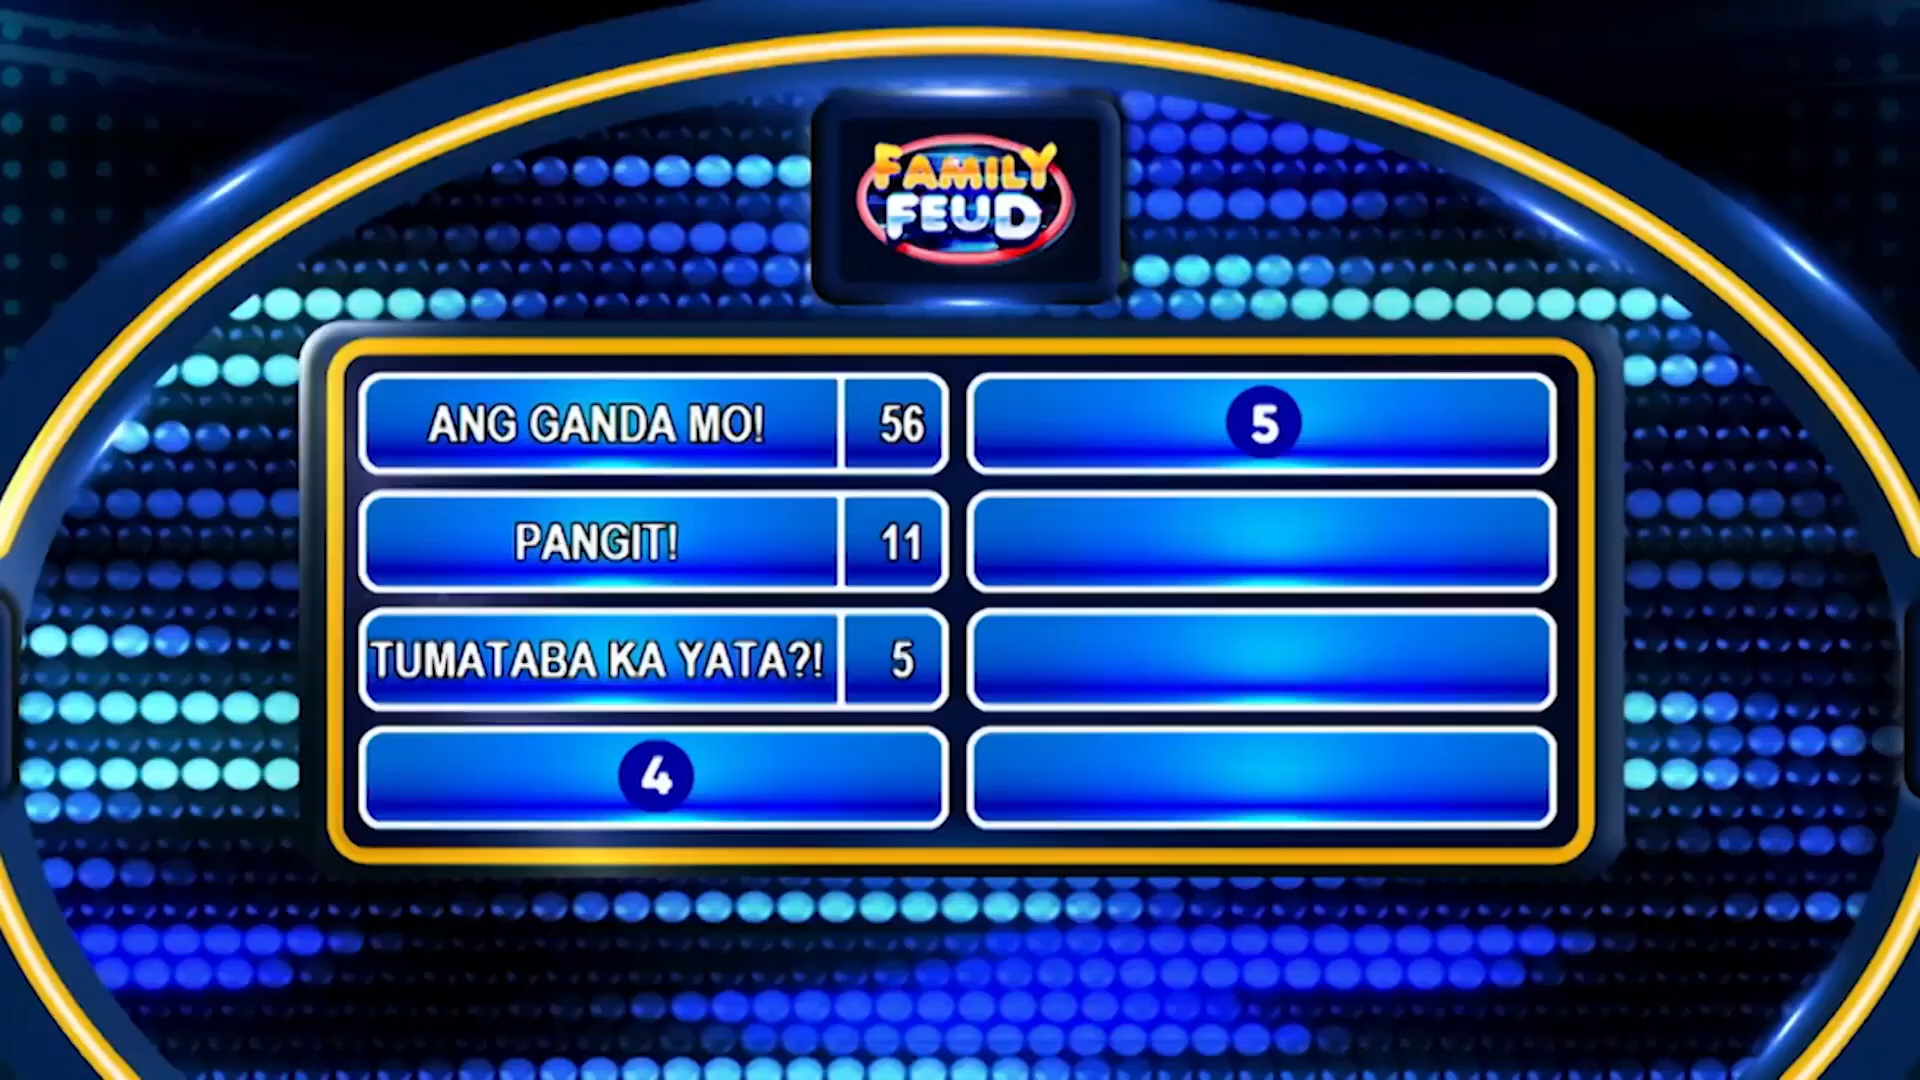 FAMILY
FEUD
ANG GANDA MO! 56
PANGIT! 11
TUMATABA KA YATA?! 5
4
5